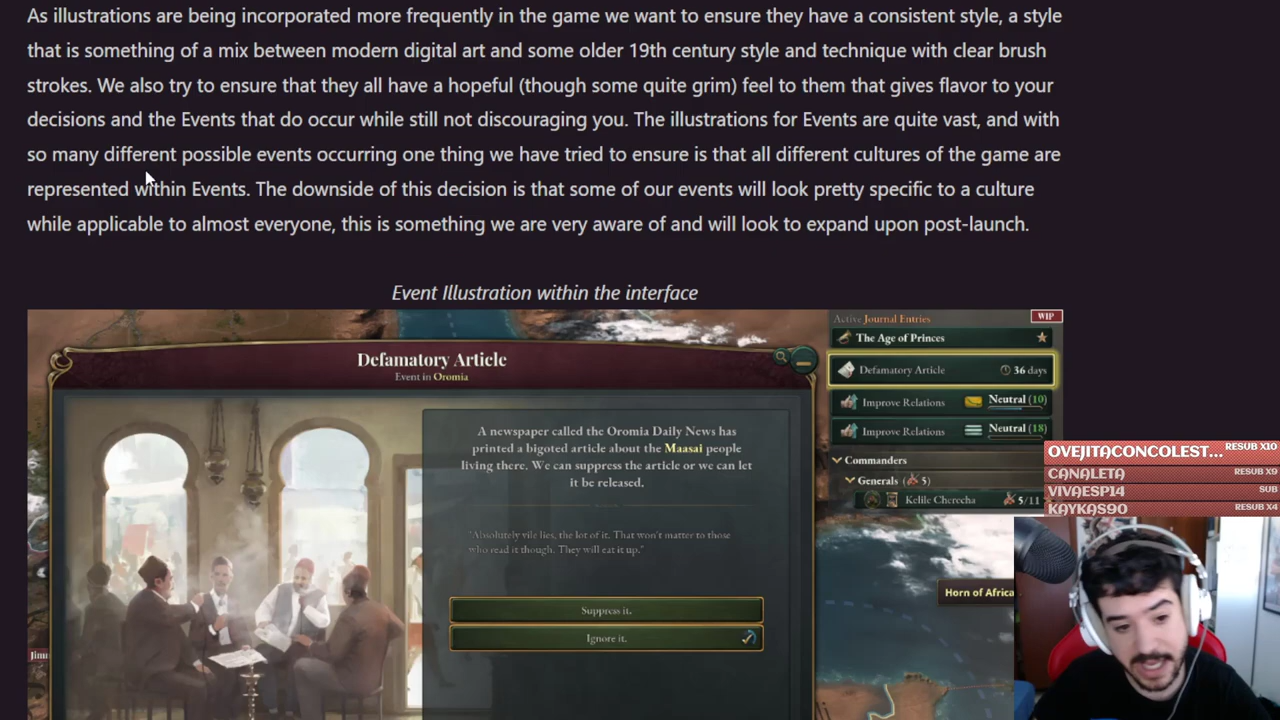 As illustrations are being incorporated more frequently in the game we want to ensure they have a consistent style, a style
that is something of a mix between modern digital art and some older 19th century style and technique with clear brush
strokes. We also try to ensure that they all have a hopeful (though some quite grim) feel to them that gives flavor to your
decisions and the Events that do occur while still not discouraging you. The illustrations for Events are quite vast, and with
so many different possible events occurring one thing we have tried to ensure is that all different cultures of the game are
represented within Events. The downside of this decision is that some of our events will look pretty specific to a culture
while applicable to almost everyone, this is something we are very aware of and will look to expand upon post-launch.
Event Illustration within the interface
Defamatory Article
Event in Oromia
A newspaper called the Oromia Daily News has
printed a bigoted article about the Maasai people
living there. We can suppress the article or we can let
it be released.
"Absolutely vile lies, the lot of it. That won't matter to those
who read it though. They will eat it up."
Suppress it.
Ignore it.
Active Journal Entries
WIP
The Age of Princes
Defamatory Article 36 days
Improve Relations Neutral (10)
Improve Relations Neutral (18)
Commanders
Generals (5)
Kelile Cherecha 5/11
Horn of Africa
OVEJITACONCOLEST... RESUB X10
CANALETA RESUB X9
VIVAESP14 SUB
KAYKAS90 RESUB X4